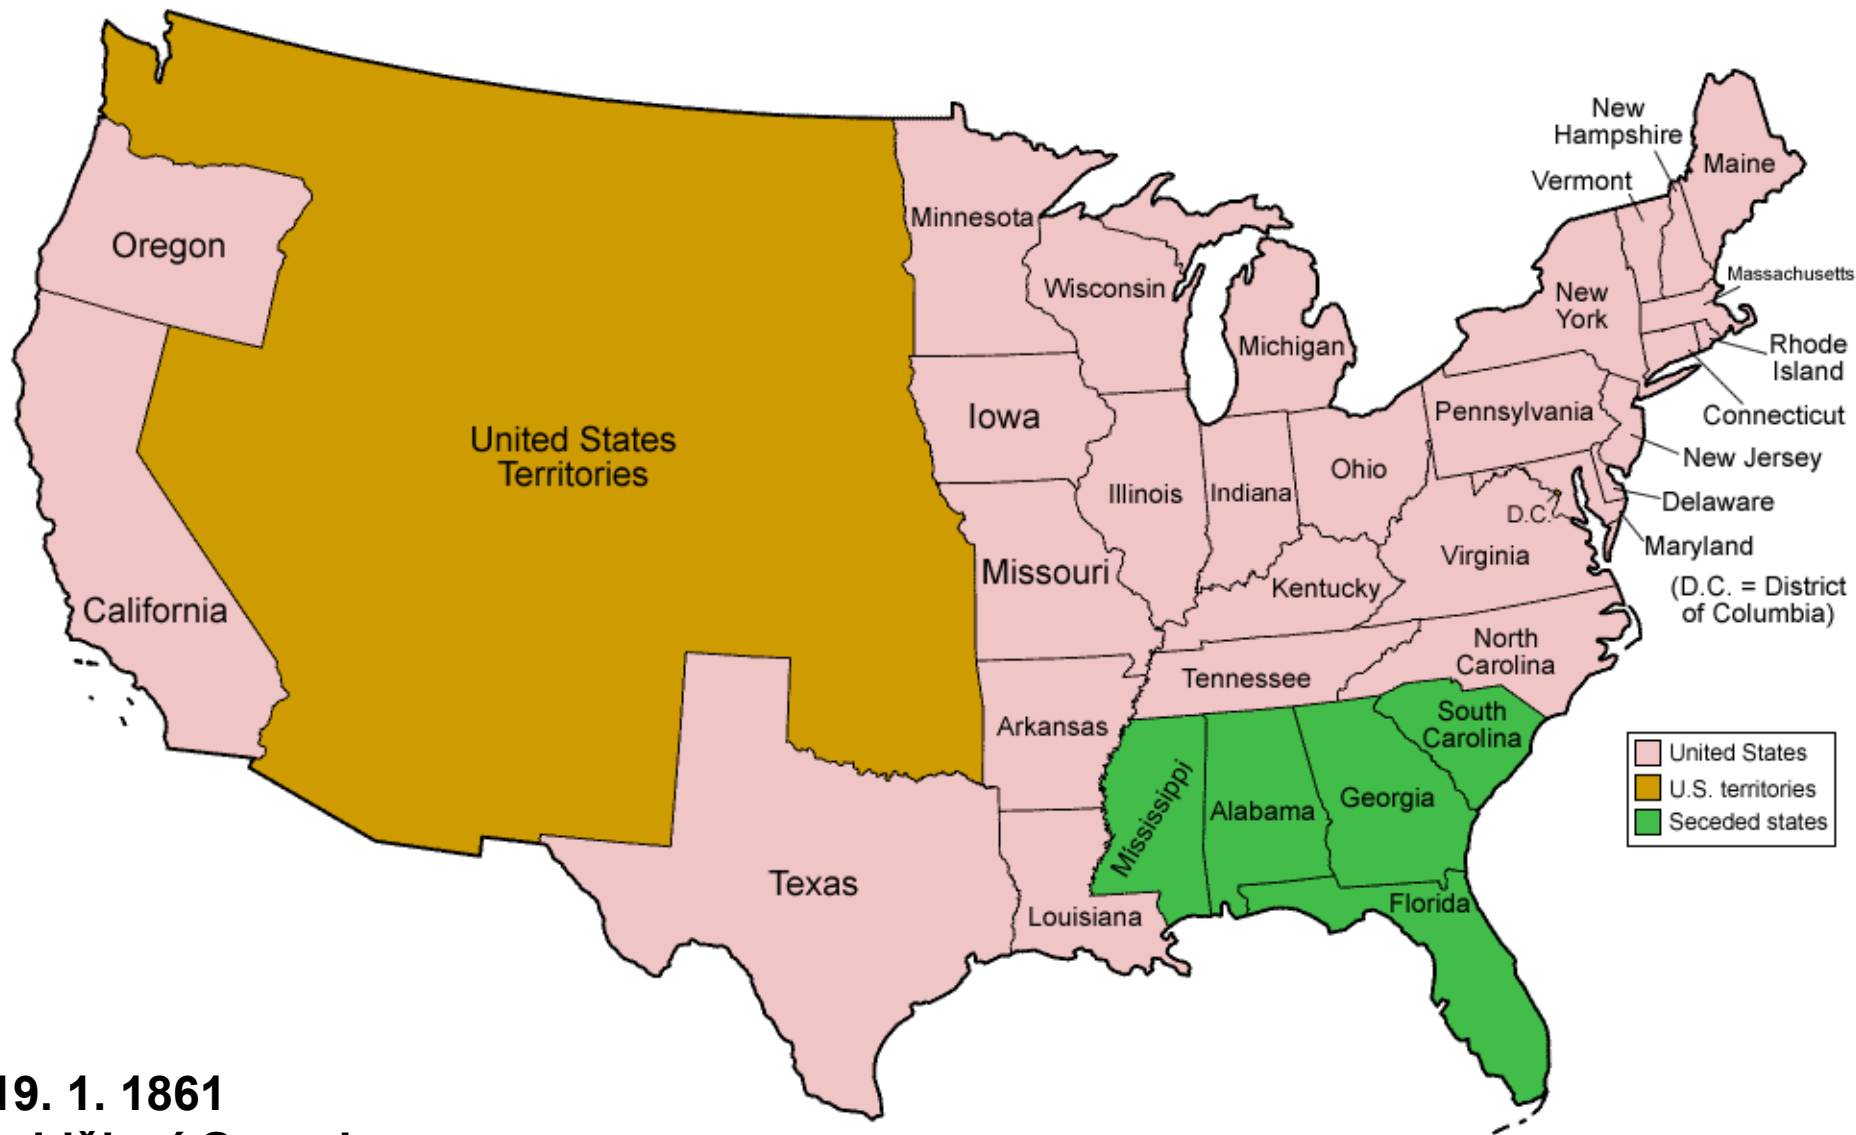 New
Hampshire
Maine
Vermont
Minnesota
Oregon
Massachusetts
Wisconsin
New
York
Michigan
Rhode
Island
Iowa
Pennsylvania
Connecticut
United States
Territories
New Jersey
Ohio
Illinois
Indiana
Delaware
D.C.
Maryland
Virginia
Missouri
Kentucky
(D.C. = District
of Columbia)
California
North
Carolina
Tennessee
South
Carolina
Arkansas
United States
U.S. territories
Seceded states
Mississippi
Alabama
Georgia
Texas
Florida
Louisiana
19. 1. 1861